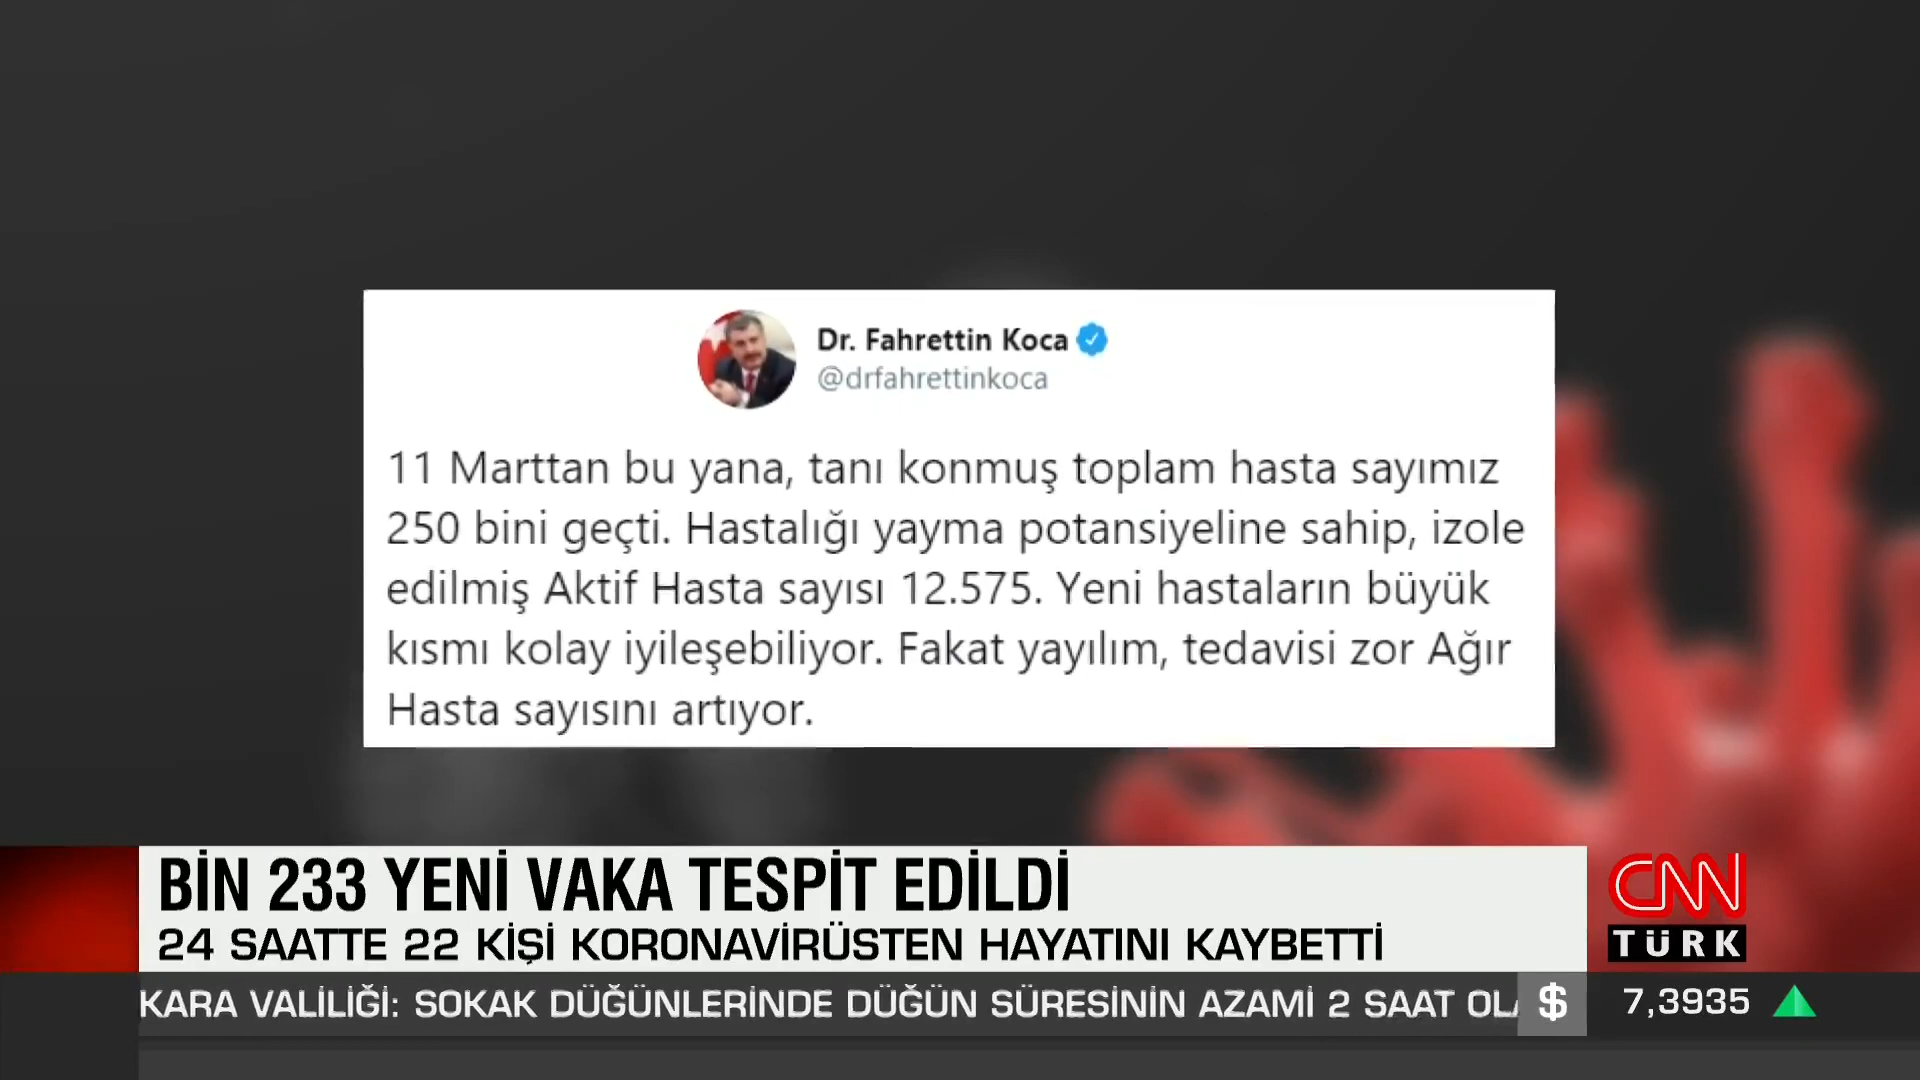 Dr. Fahrettin Koca
@drfahrettinkoca
11 Marttan bu yana, tanı konmuş toplam hasta sayımız
250 bini geçti. Hastalığı yayma potansiyeline sahip, izole
edilmiş Aktif Hasta sayısı 12.575. Yeni hastaların büyük
kısmı kolay iyileşebiliyor. Fakat yayılım, tedavisi zor Ağır
Hasta sayısını artıyor.
BİN 233 YENİ VAKA TESPİT EDİLDİ
24 SAATTE 22 KİŞİ KORONAVİRÜSTEN HAYATINI KAYBETTİ
CNN
TÜRK
KARA VALİLİĞİ: SOKAK DÜĞÜNLERİNDE DÜĞÜN SÜRESİNİN AZAMİ 2 SAAT OL
$ 7,3935